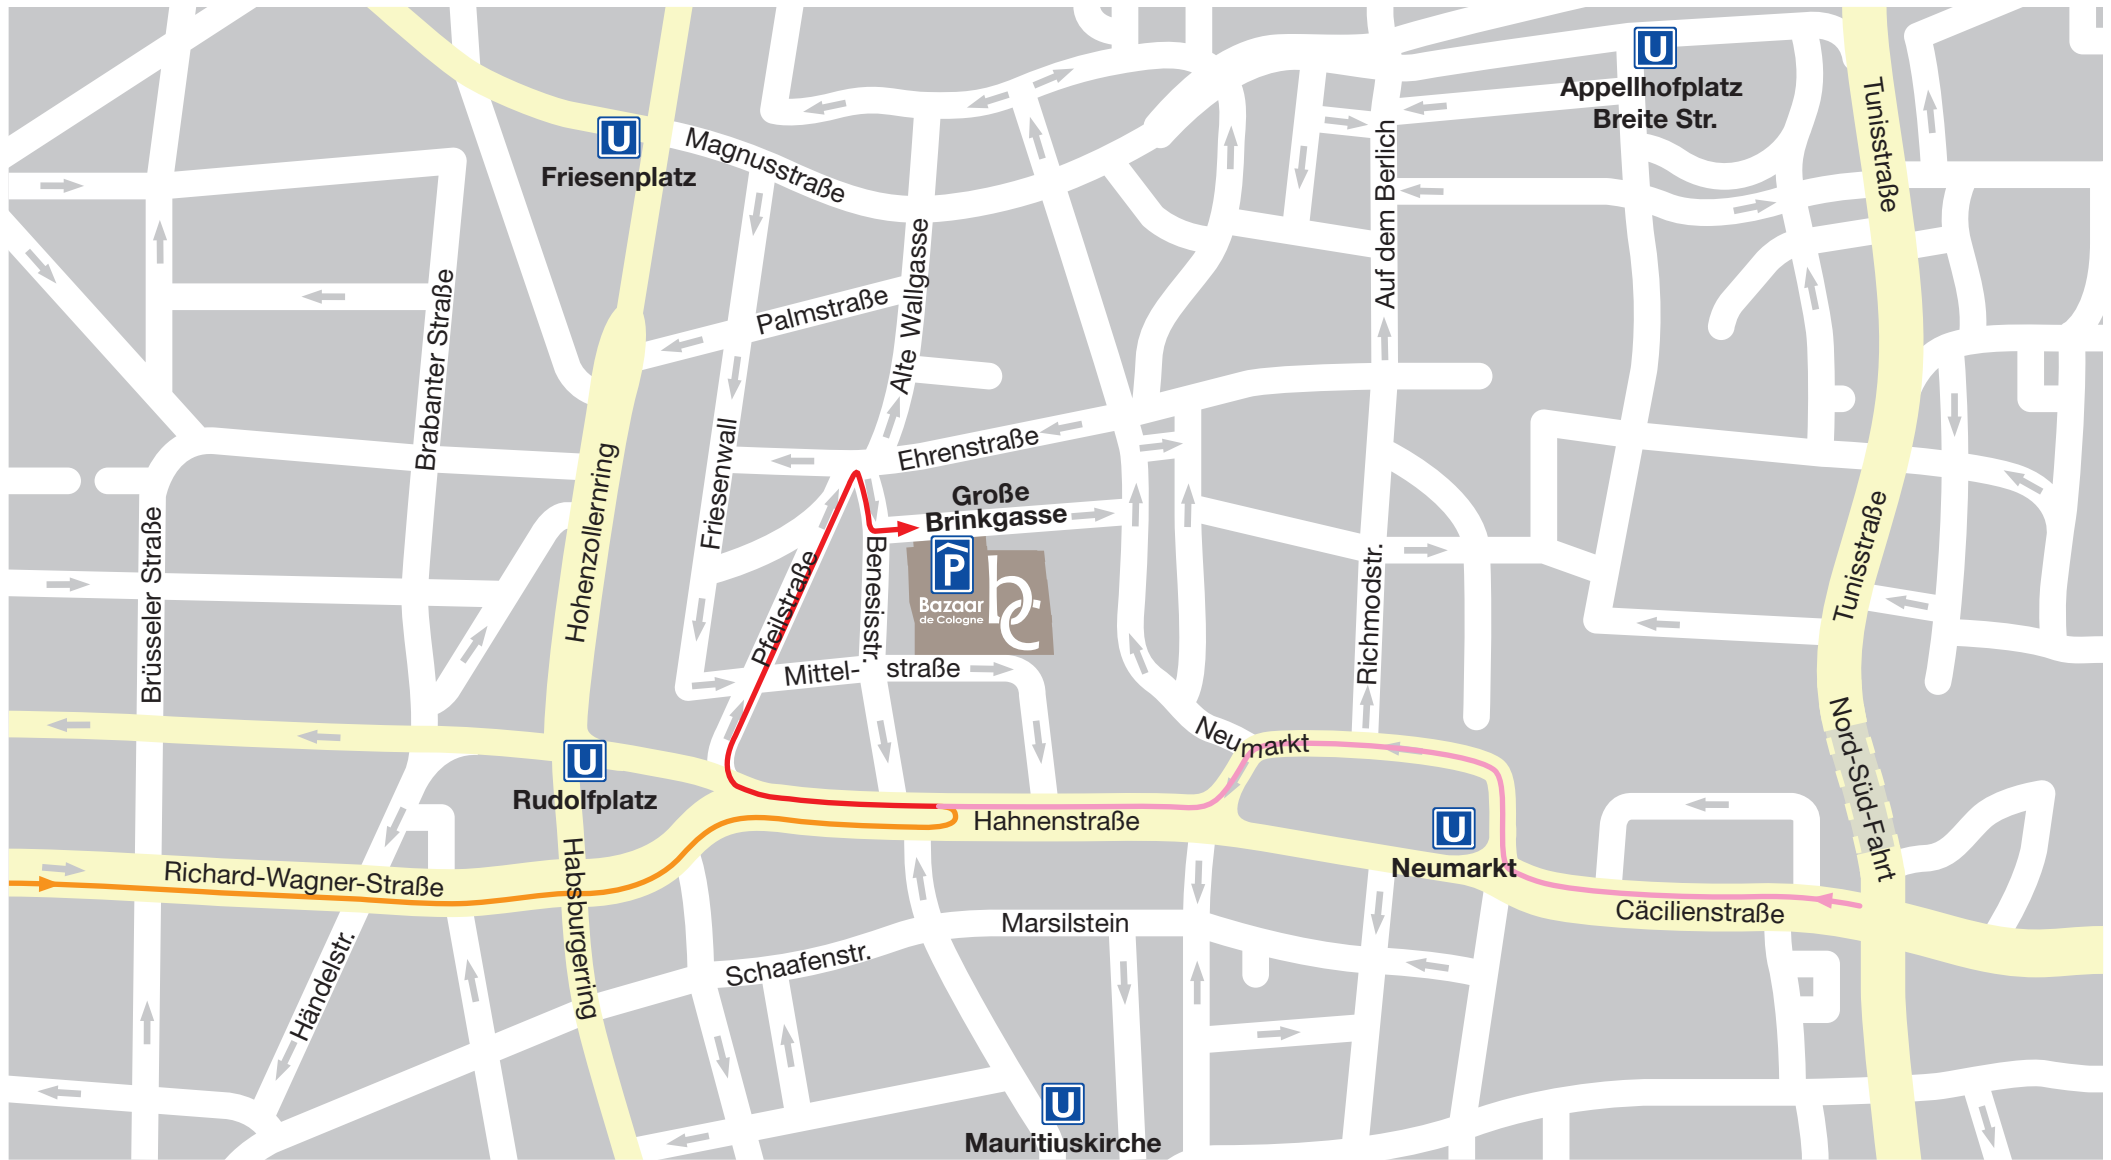 U
Appellhofplatz
Breite Str.
Tunisstraße
U
Friesenplatz
Magnusstraße
Auf dem Berlich
Alte Wallgasse
Palmstraße
Brabanter Straße
Ehrenstraße
Friesenwall
Hohenzollernring
Große
Brinkgasse
P
bc
Bazaar
de Cologne
Brüsseler Straße
Pfeilstraße
Benesisstr.
Richmodstr.
Tunisstraße
Mittel- straße
Neumarkt
Nord-Süd-Fahrt
U
Rudolfplatz
Hahnenstraße
U
Neumarkt
Richard-Wagner-Straße
Habsburgerring
Cäcilienstraße
Marsilstein
Schaafenstr.
Händelstr.
U
Mauritiuskirche